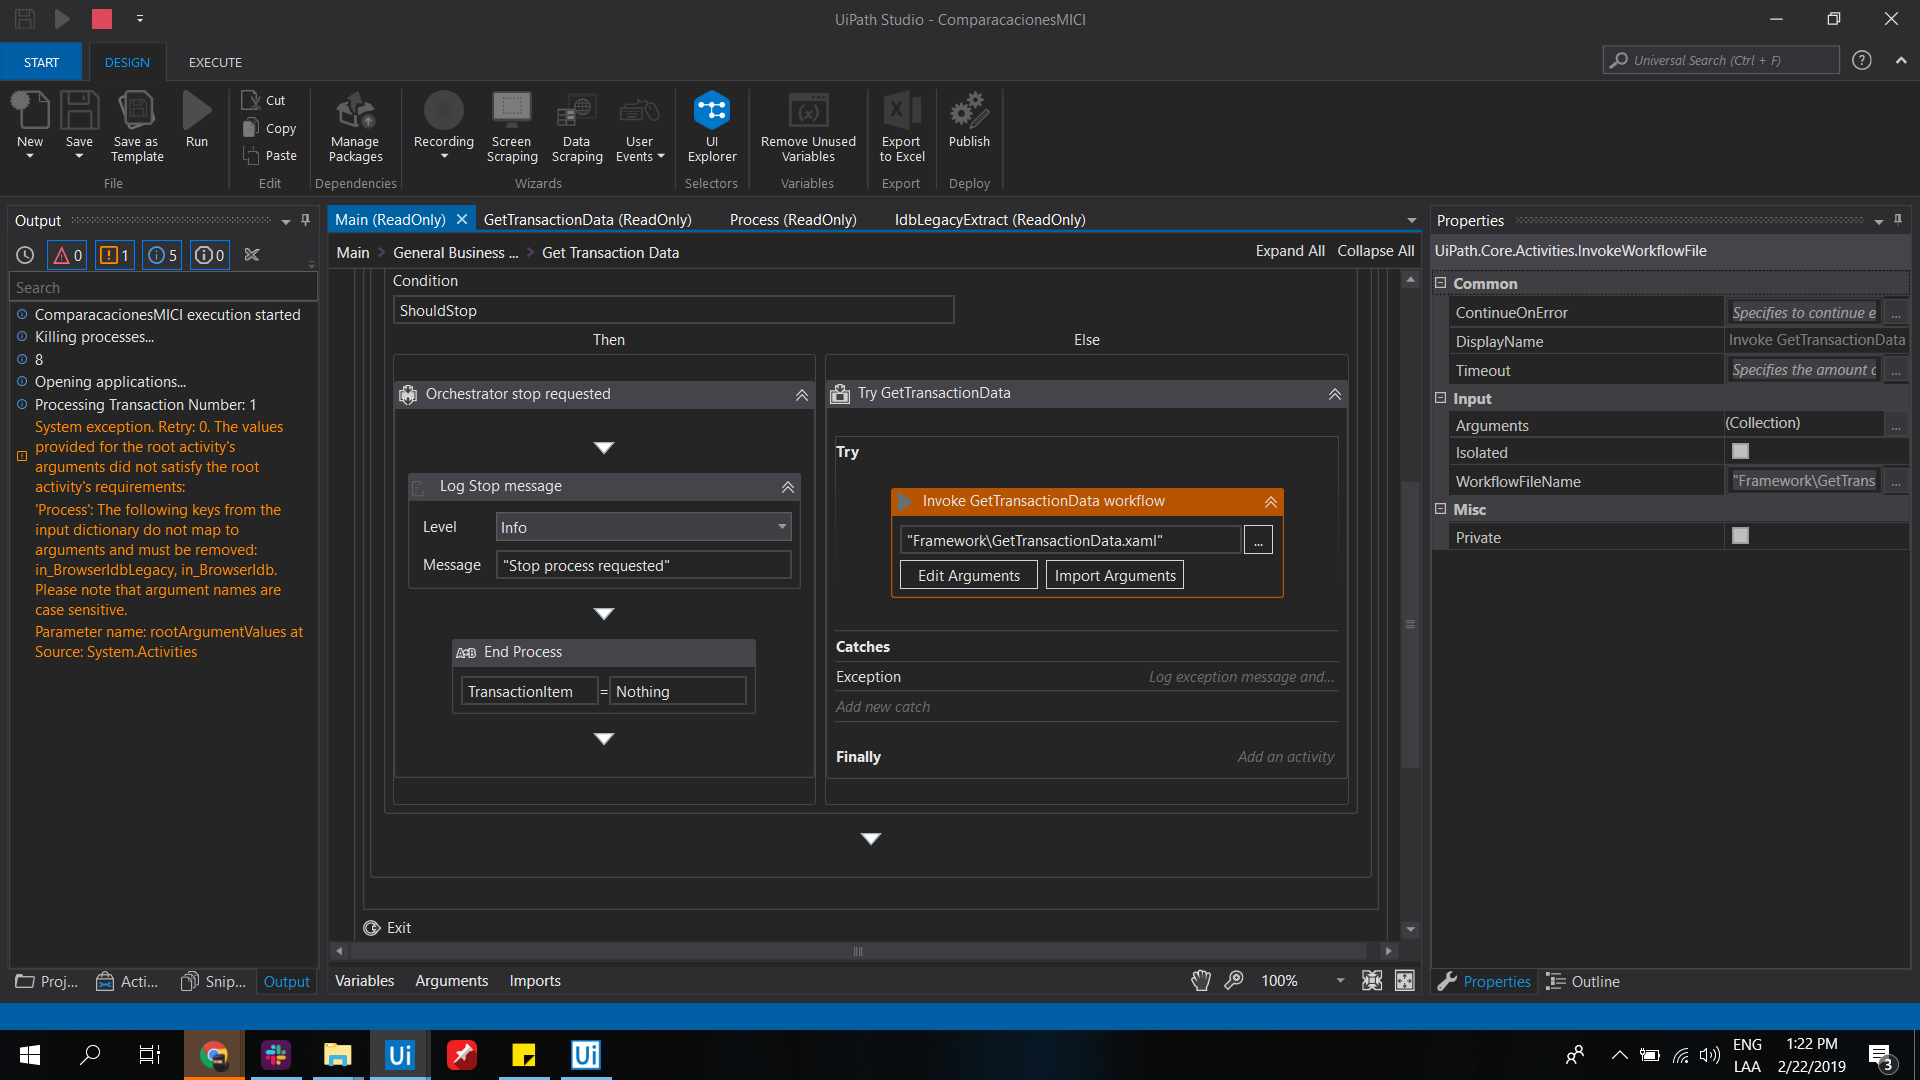 UiPath Studio - ComparacacionesMICI
START
DESIGN
EXECUTE
Universal Search (Ctrl + F)
New
Save
Save as Template
Run
Cut
Copy
Paste
Manage Packages
Recording
Screen Scraping
Data Scraping
User Events
UI Explorer
Remove Unused Variables
Export to Excel
Publish
File
Edit
Dependencies
Wizards
Selectors
Variables
Export
Deploy
Output
0
1
5
0
Search
ComparacacionesMICI execution started
Killing processes...
8
Opening applications...
Processing Transaction Number: 1
System exception. Retry: 0. The values
provided for the root activity's
arguments did not satisfy the root
activity's requirements:
'Process': The following keys from the
input dictionary do not map to
arguments and must be removed:
in_BrowserIdbLegacy, in_BrowserIdb.
Please note that argument names are
case sensitive.
Parameter name: rootArgumentValues at
Source: System.Activities
Proj...
Acti...
Snip...
Output
Main (ReadOnly)
GetTransactionData (ReadOnly)
Process (ReadOnly)
IdbLegacyExtract (ReadOnly)
Main > General Business ... > Get Transaction Data
Expand All
Collapse All
Condition
ShouldStop
Then
Else
Orchestrator stop requested
Log Stop message
Level
Info
Message
"Stop process requested"
End Process
TransactionItem = Nothing
Try GetTransactionData
Try
Invoke GetTransactionData workflow
"Framework\GetTransactionData.xaml"
...
Edit Arguments
Import Arguments
Catches
Exception
Log exception message and...
Add new catch
Finally
Add an activity
Exit
Variables
Arguments
Imports
100%
Properties
UiPath.Core.Activities.InvokeWorkflowFile
Common
ContinueOnError
Specifies to continue e
...
DisplayName
Invoke GetTransactionData
Timeout
Specifies the amount o
...
Input
Arguments
(Collection)
...
Isolated
WorkflowFileName
"Framework\GetTrans
...
Misc
Private
Properties
Outline
Ui
Ui
ENG
LAA
1:22 PM
2/22/2019
3